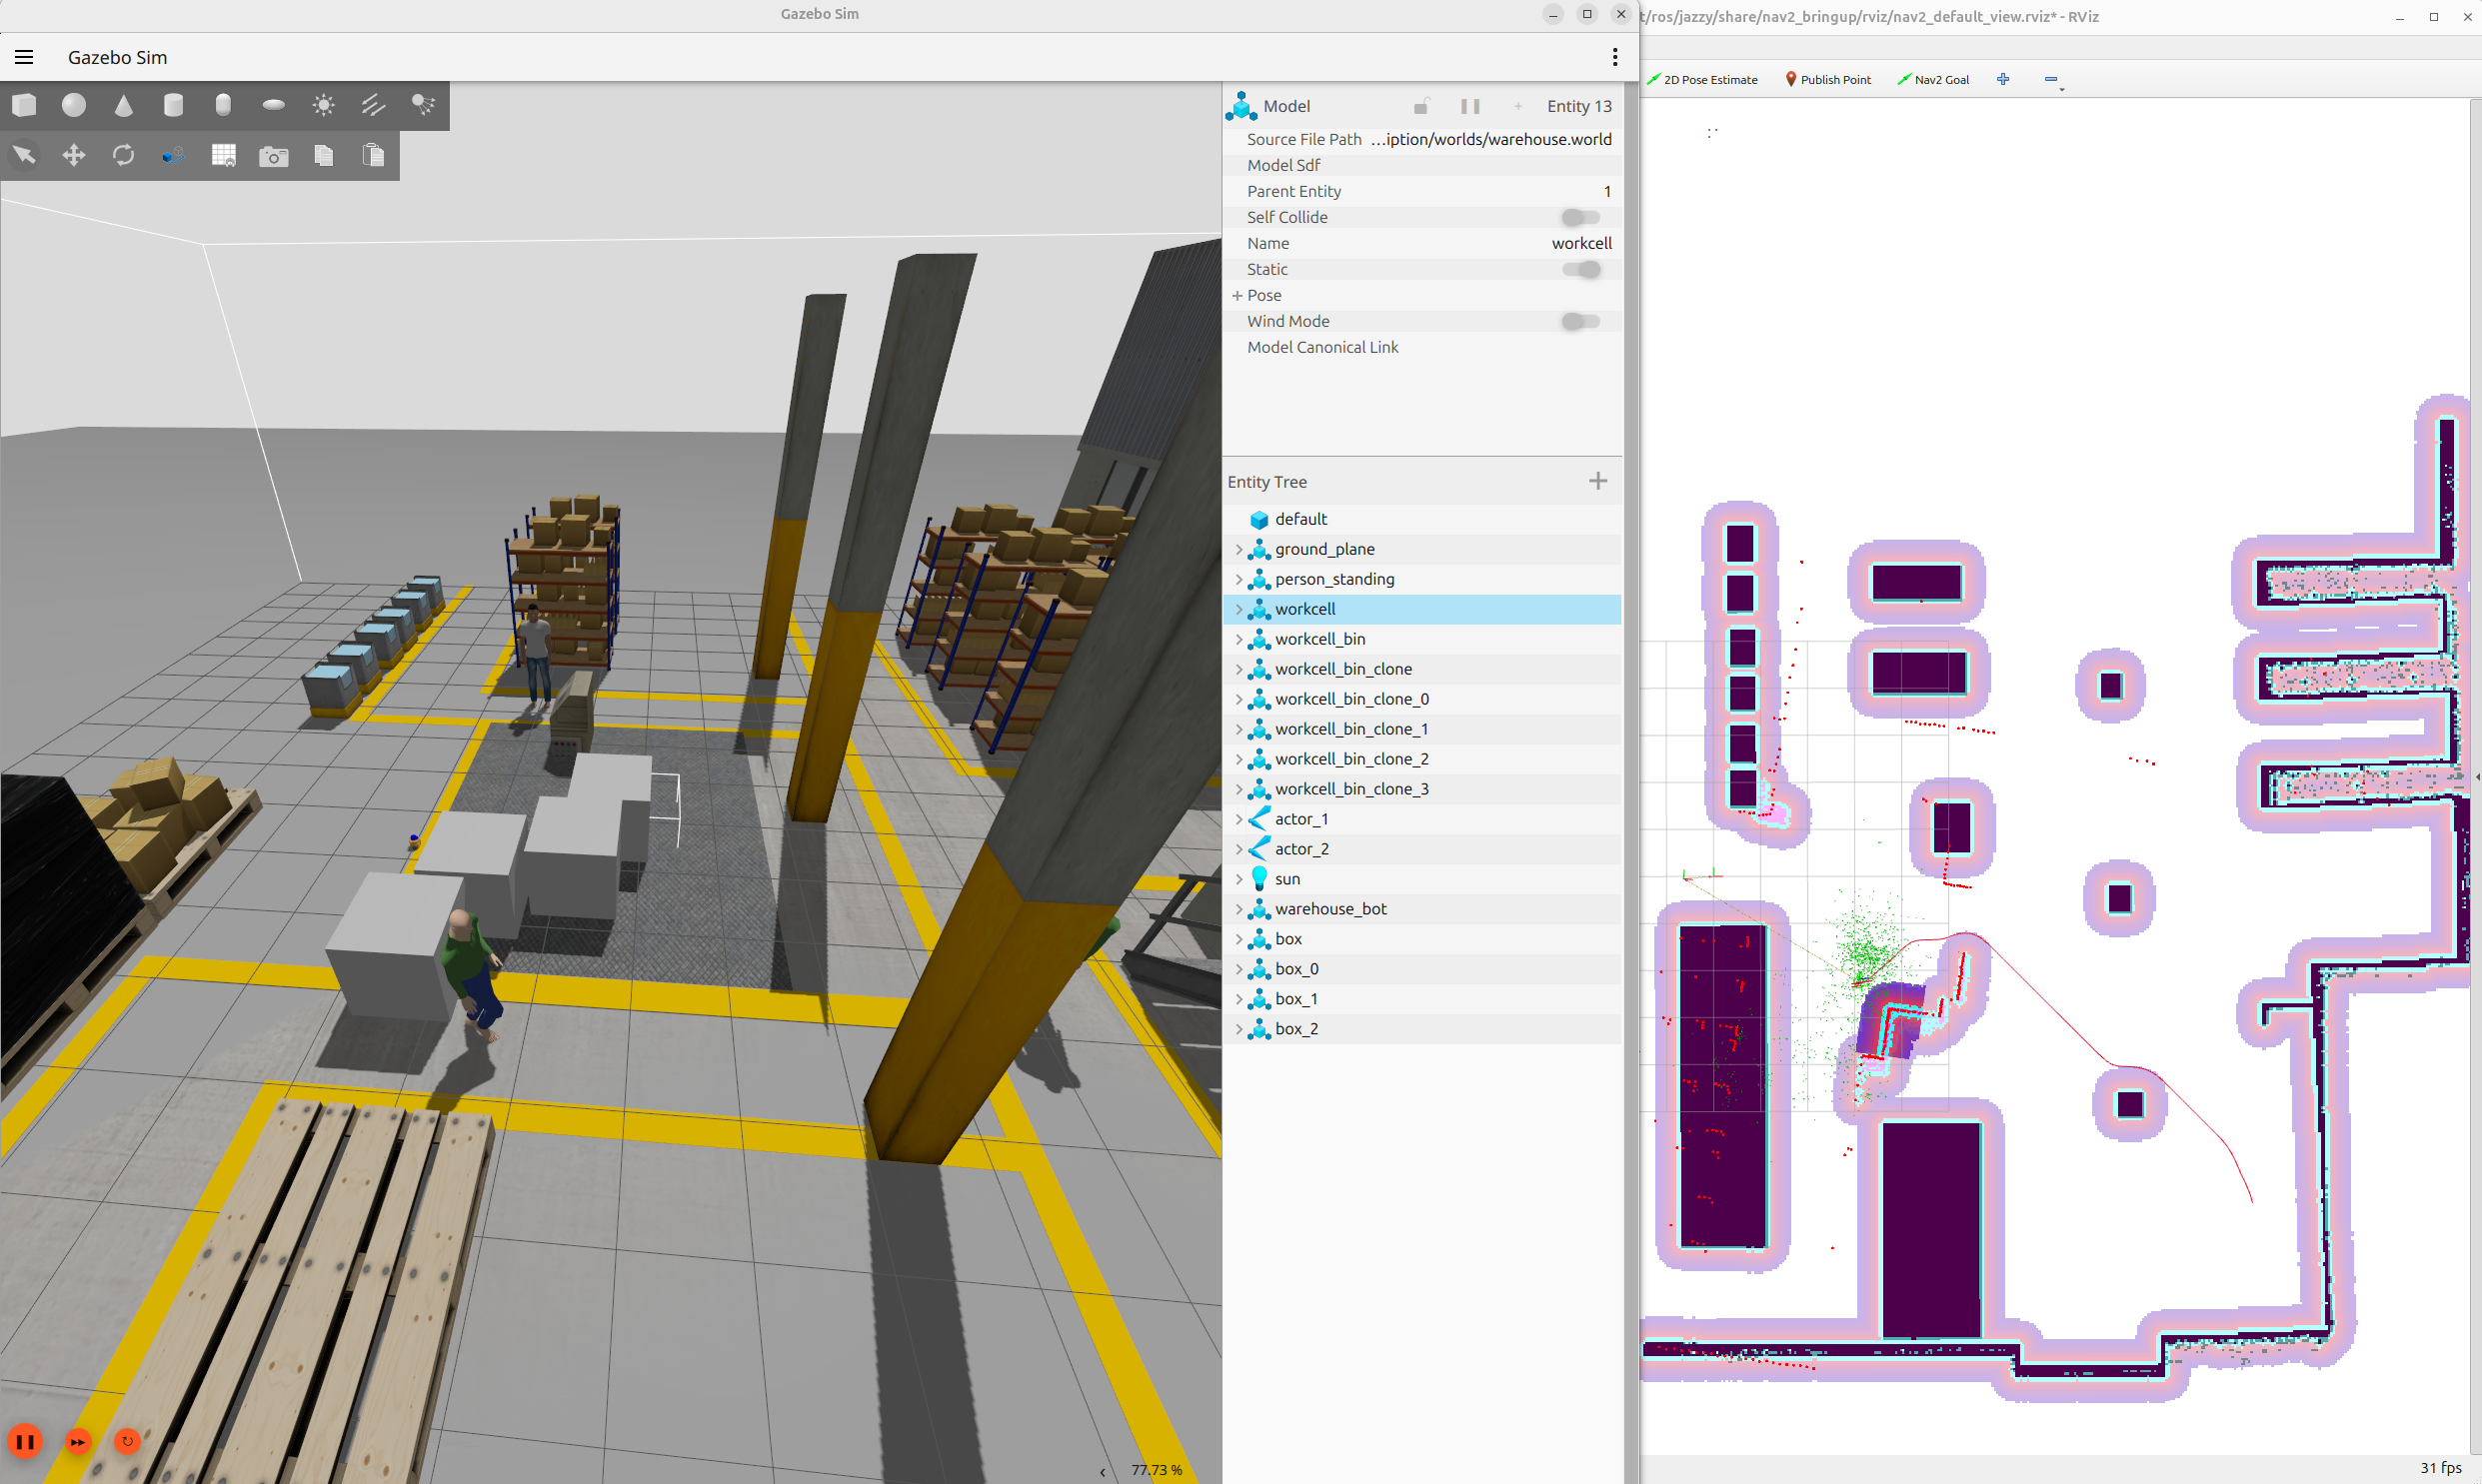 Gazebo Sim
t/ros/jazzy/share/nav2_bringup/rviz/nav2_default_view.rviz* - RViz
Gazebo Sim
2D Pose Estimate
Publish Point
Nav2 Goal
Model
Entity 13
Source File Path ...iption/worlds/warehouse.world
Model Sdf
Parent Entity 1
Self Collide
Name workcell
Static
Pose
Wind Mode
Model Canonical Link
Entity Tree
default
ground_plane
person_standing
workcell
workcell_bin
workcell_bin_clone
workcell_bin_clone_0
workcell_bin_clone_1
workcell_bin_clone_2
workcell_bin_clone_3
actor_1
actor_2
sun
warehouse_bot
box
box_0
box_1
box_2
77.73 %
31 fps